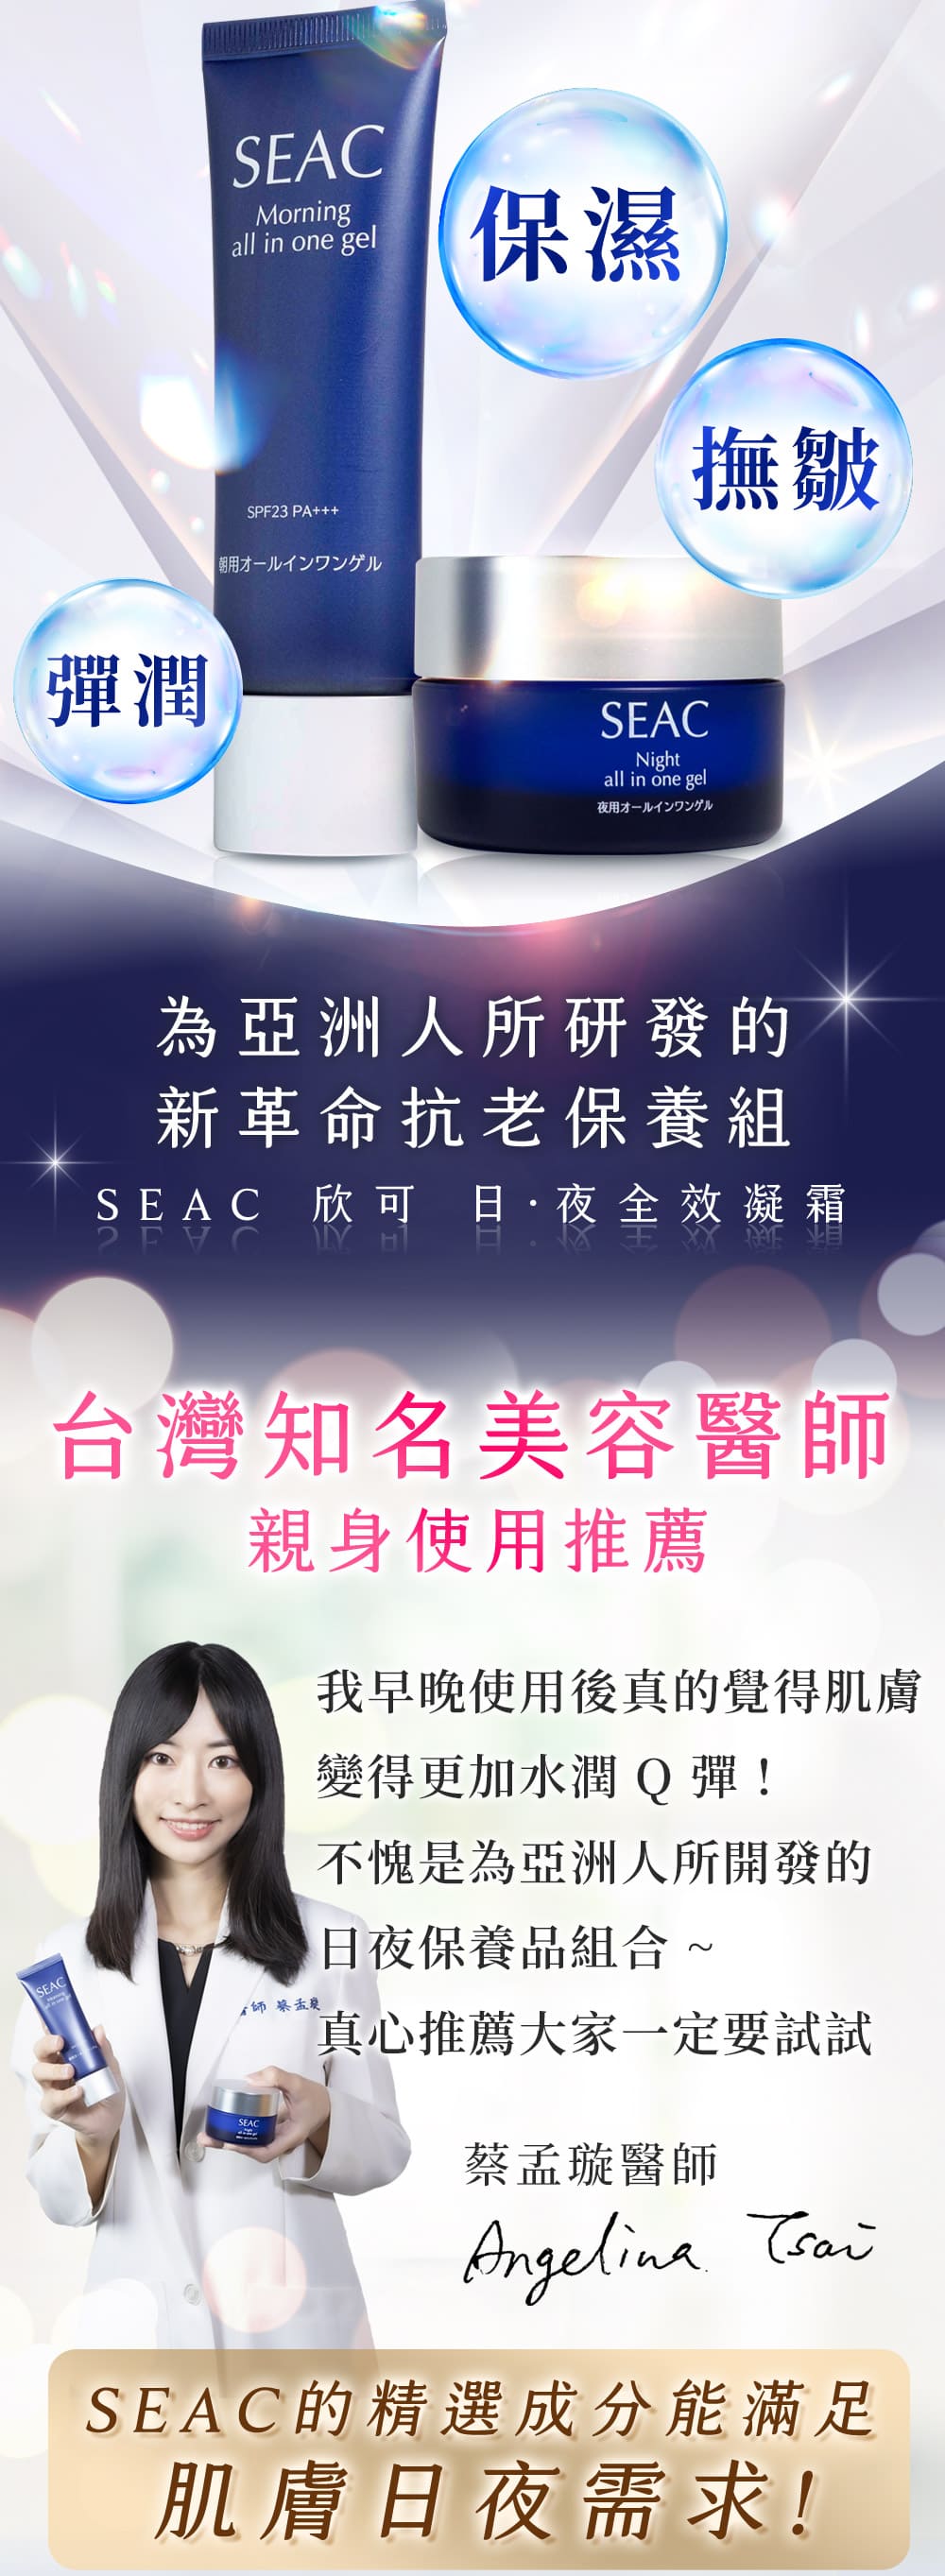 SEAC
Morning
all in one gel
SPF23 PA+++
朝用オールインワンゲル
保濕
撫皺
彈潤
SEAC
Night
all in one gel
夜用オールインワンゲル
為亞洲人所研發的
新革命抗老保養組
SEAC 欣可 日·夜全效凝霜
台灣知名美容醫師
親身使用推薦
我早晚使用後真的覺得肌膚
變得更加水潤 Q 彈！
不愧是為亞洲人所開發的
日夜保養品組合 ~
真心推薦大家一定要試試
SEAC
師 蔡孟
SEAC
蔡孟璇醫師
Angelina Tsai
SEAC的精選成分能滿足
肌膚日夜需求!